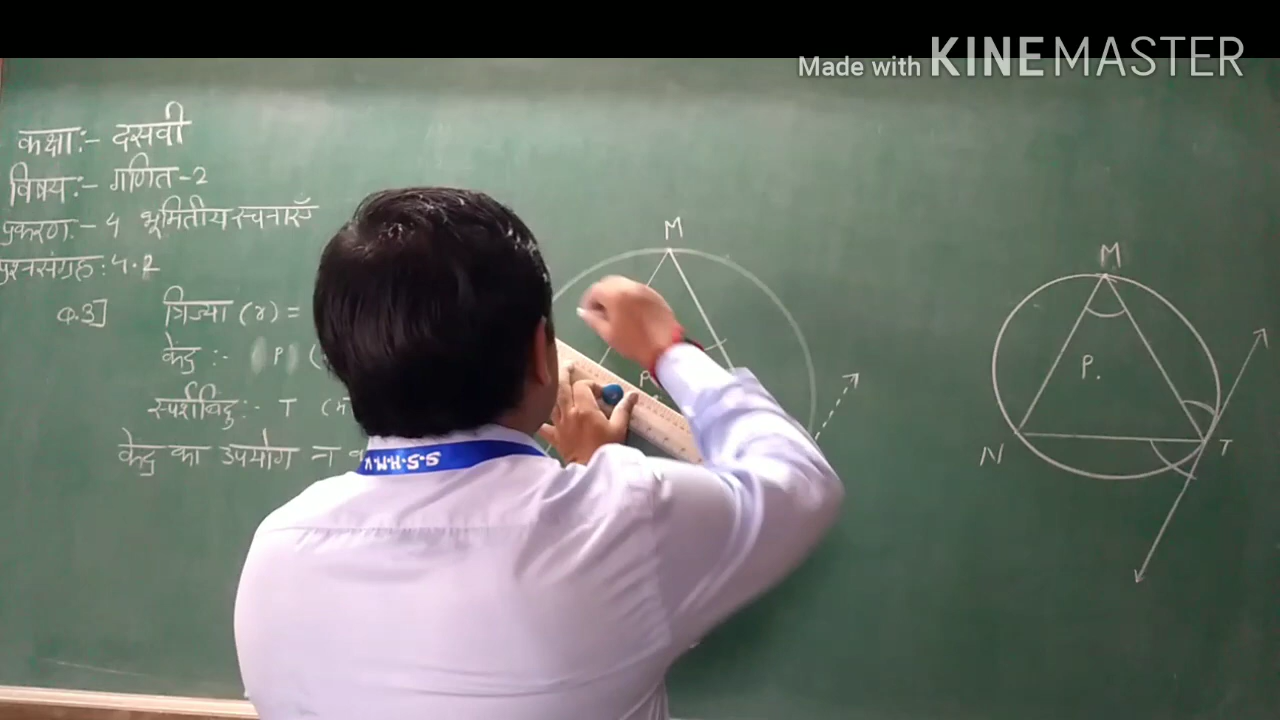 Made with KINEMASTER
कक्षा:- दसवी
विषय:- गणित-2
प्रकरण:- 4 भूमितीय रचनाएँ
प्रश्नसंग्रह: 4.2
Q.3] त्रिज्या (r) =
केंद्र :- P (
स्पर्शबिंदु:- T
केंद्र का उपयोग न
S-S-H-M-V
M
P
M
P.
N
T